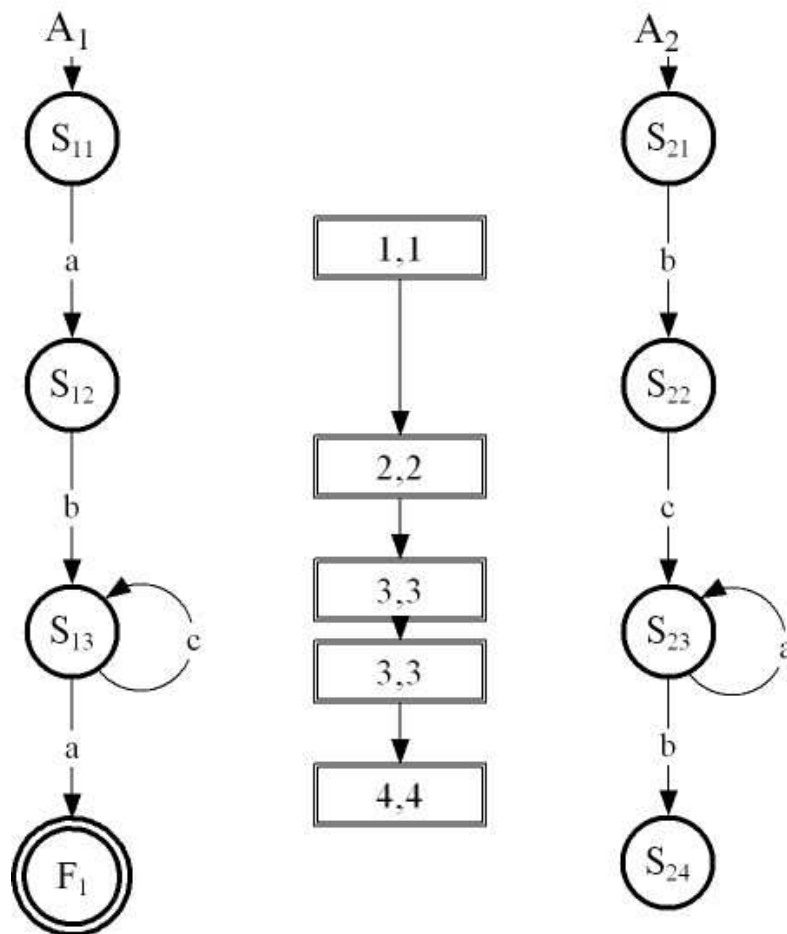 A₁
A₂
S₁₁
S₂₁
a
1,1
b
S₁₂
S₂₂
2,2
b
c
3,3
S₁₃
c
S₂₃
a
3,3
a
b
4,4
F₁
S₂₄